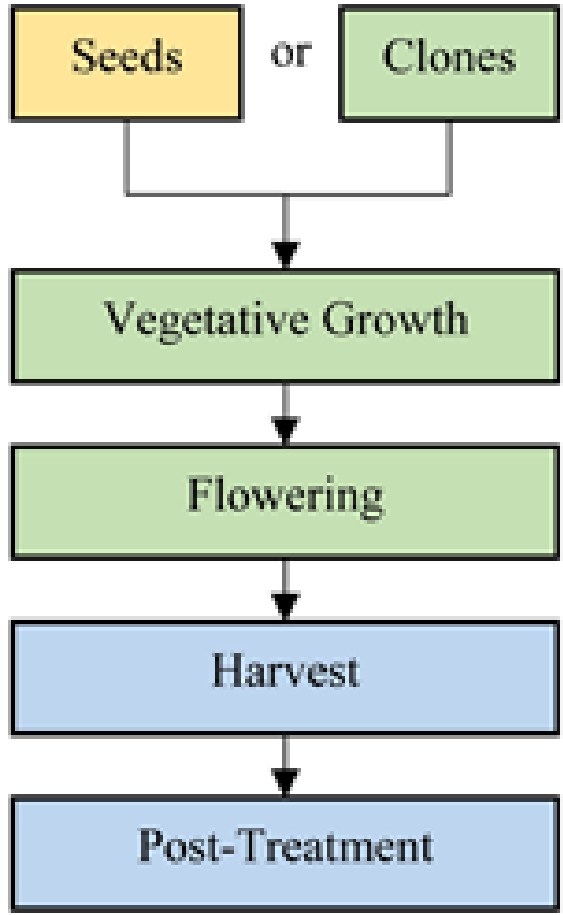 Seeds or Clones
Vegetative Growth
Flowering
Harvest
Post-Treatment